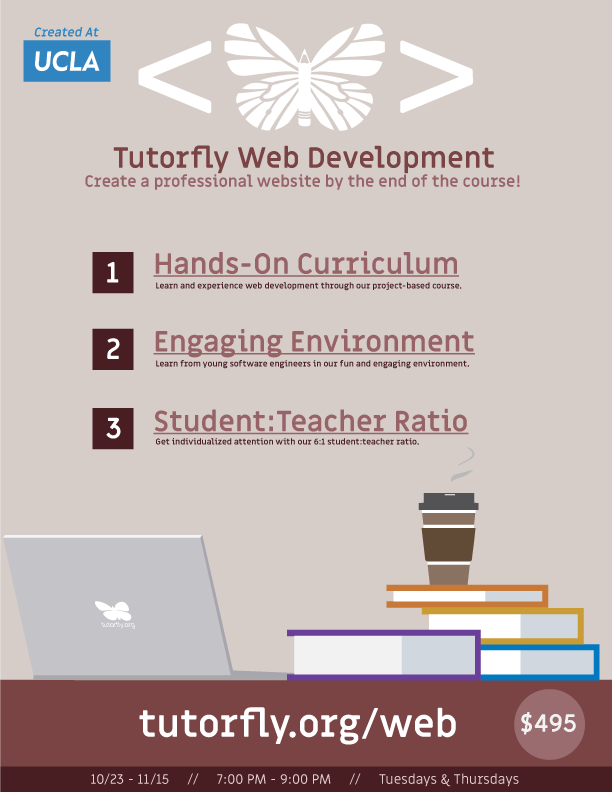 Created At
UCLA
Tutorfly Web Development
Create a professional website by the end of the course!
1
Hands-On Curriculum
Learn and experience web development through our project-based course.
2
Engaging Environment
Learn from young software engineers in our fun and engaging environment.
3
Student:Teacher Ratio
Get individualized attention with our 6:1 student:teacher ratio.
tutorfly.org
tutorfly.org/web
$495
10/23 - 11/15 // 7:00 PM - 9:00 PM // Tuesdays & Thursdays